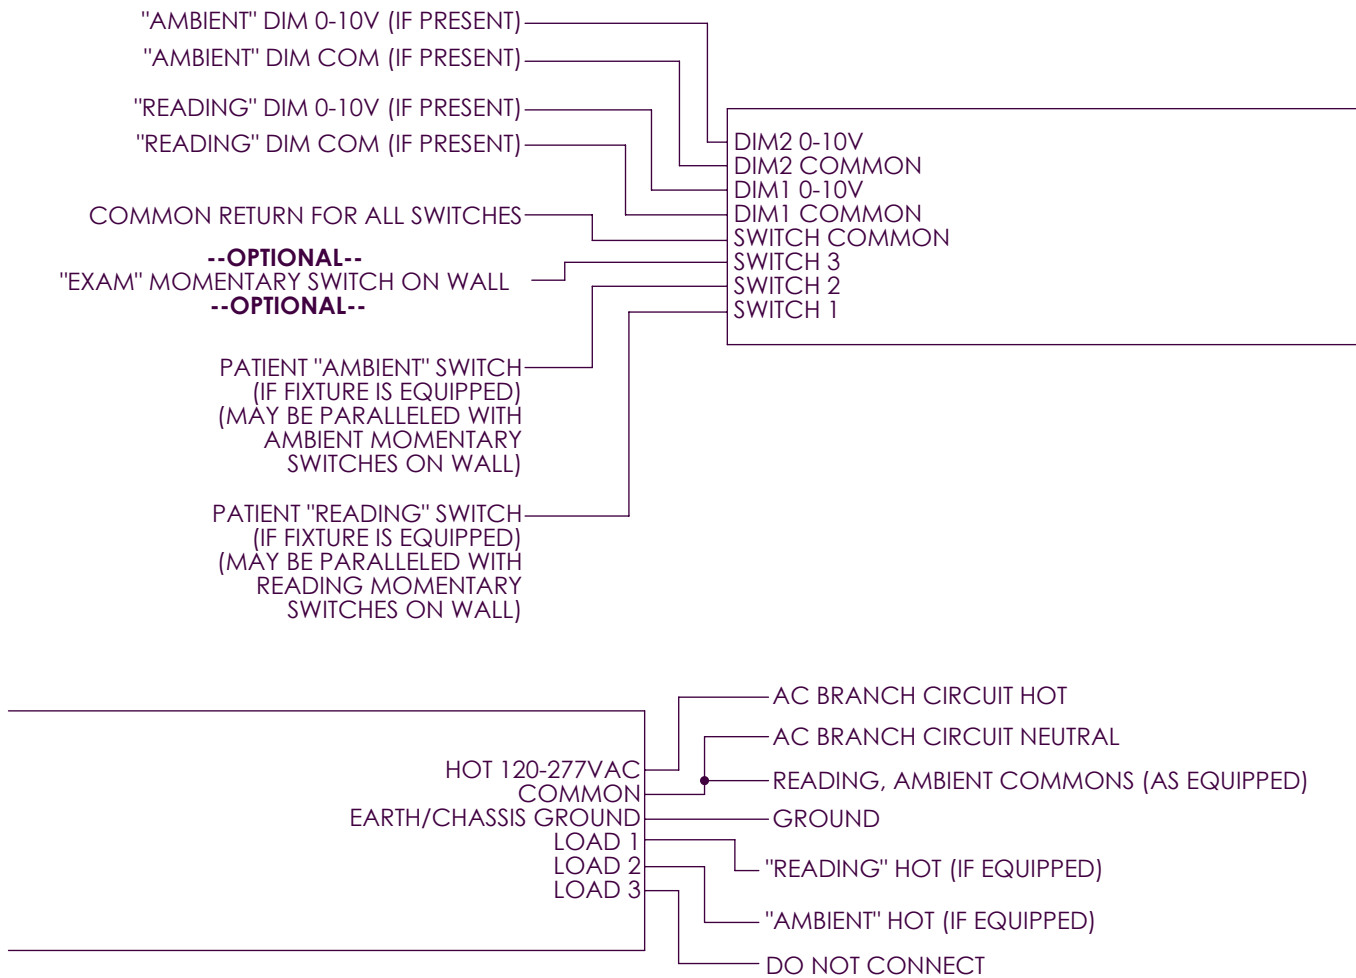 "AMBIENT" DIM 0-10V (IF PRESENT)
"AMBIENT" DIM COM (IF PRESENT)
"READING" DIM 0-10V (IF PRESENT)
"READING" DIM COM (IF PRESENT)
COMMON RETURN FOR ALL SWITCHES
--OPTIONAL--
"EXAM" MOMENTARY SWITCH ON WALL
--OPTIONAL--
PATIENT "AMBIENT" SWITCH
(IF FIXTURE IS EQUIPPED)
(MAY BE PARALLELED WITH
AMBIENT MOMENTARY
SWITCHES ON WALL)
PATIENT "READING" SWITCH
(IF FIXTURE IS EQUIPPED)
(MAY BE PARALLELED WITH
READING MOMENTARY
SWITCHES ON WALL)
DIM2 0-10V
DIM2 COMMON
DIM1 0-10V
DIM1 COMMON
SWITCH COMMON
SWITCH 3
SWITCH 2
SWITCH 1
HOT 120-277VAC
COMMON
EARTH/CHASSIS GROUND
LOAD 1
LOAD 2
LOAD 3
AC BRANCH CIRCUIT HOT
AC BRANCH CIRCUIT NEUTRAL
READING, AMBIENT COMMONS (AS EQUIPPED)
GROUND
"READING" HOT (IF EQUIPPED)
"AMBIENT" HOT (IF EQUIPPED)
DO NOT CONNECT